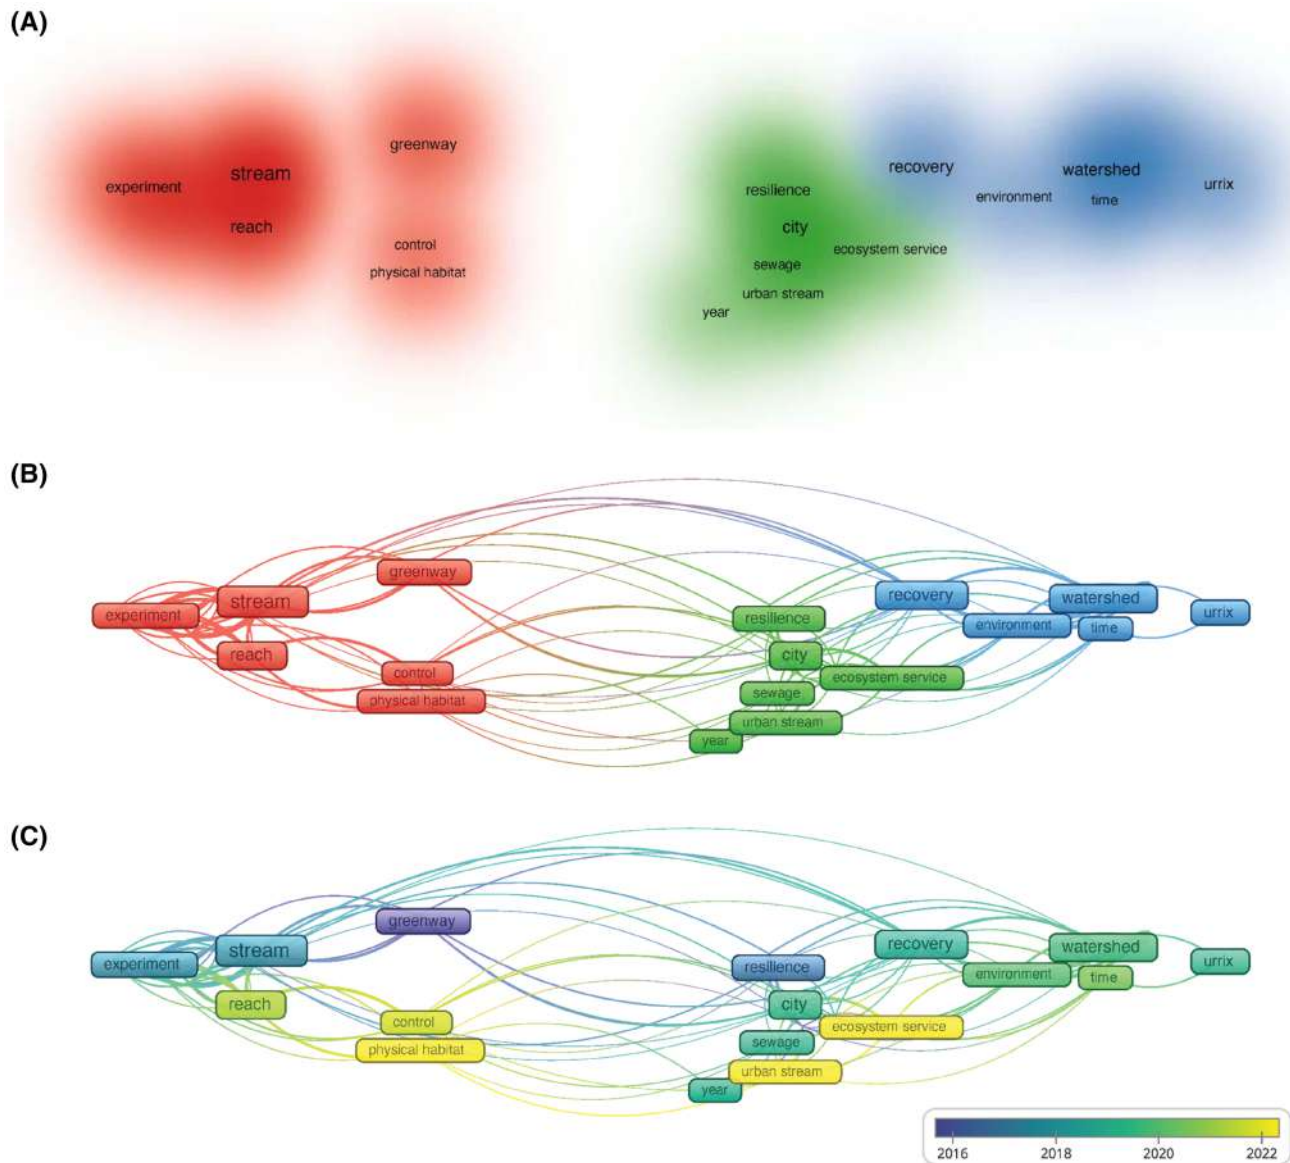 (A)
greenway
stream
experiment
reach
control
physical habitat
recovery
watershed
resilience
environment
time
urrix
city
ecosystem service
sewage
urban stream
year
(B)
greenway
stream
experiment
reach
control
physical habitat
recovery
watershed
resilience
environment
time
urrix
city
ecosystem service
sewage
urban stream
year
(C)
greenway
stream
experiment
reach
control
physical habitat
recovery
watershed
resilience
environment
time
urrix
city
ecosystem service
sewage
urban stream
year
2016 2018 2020 2022